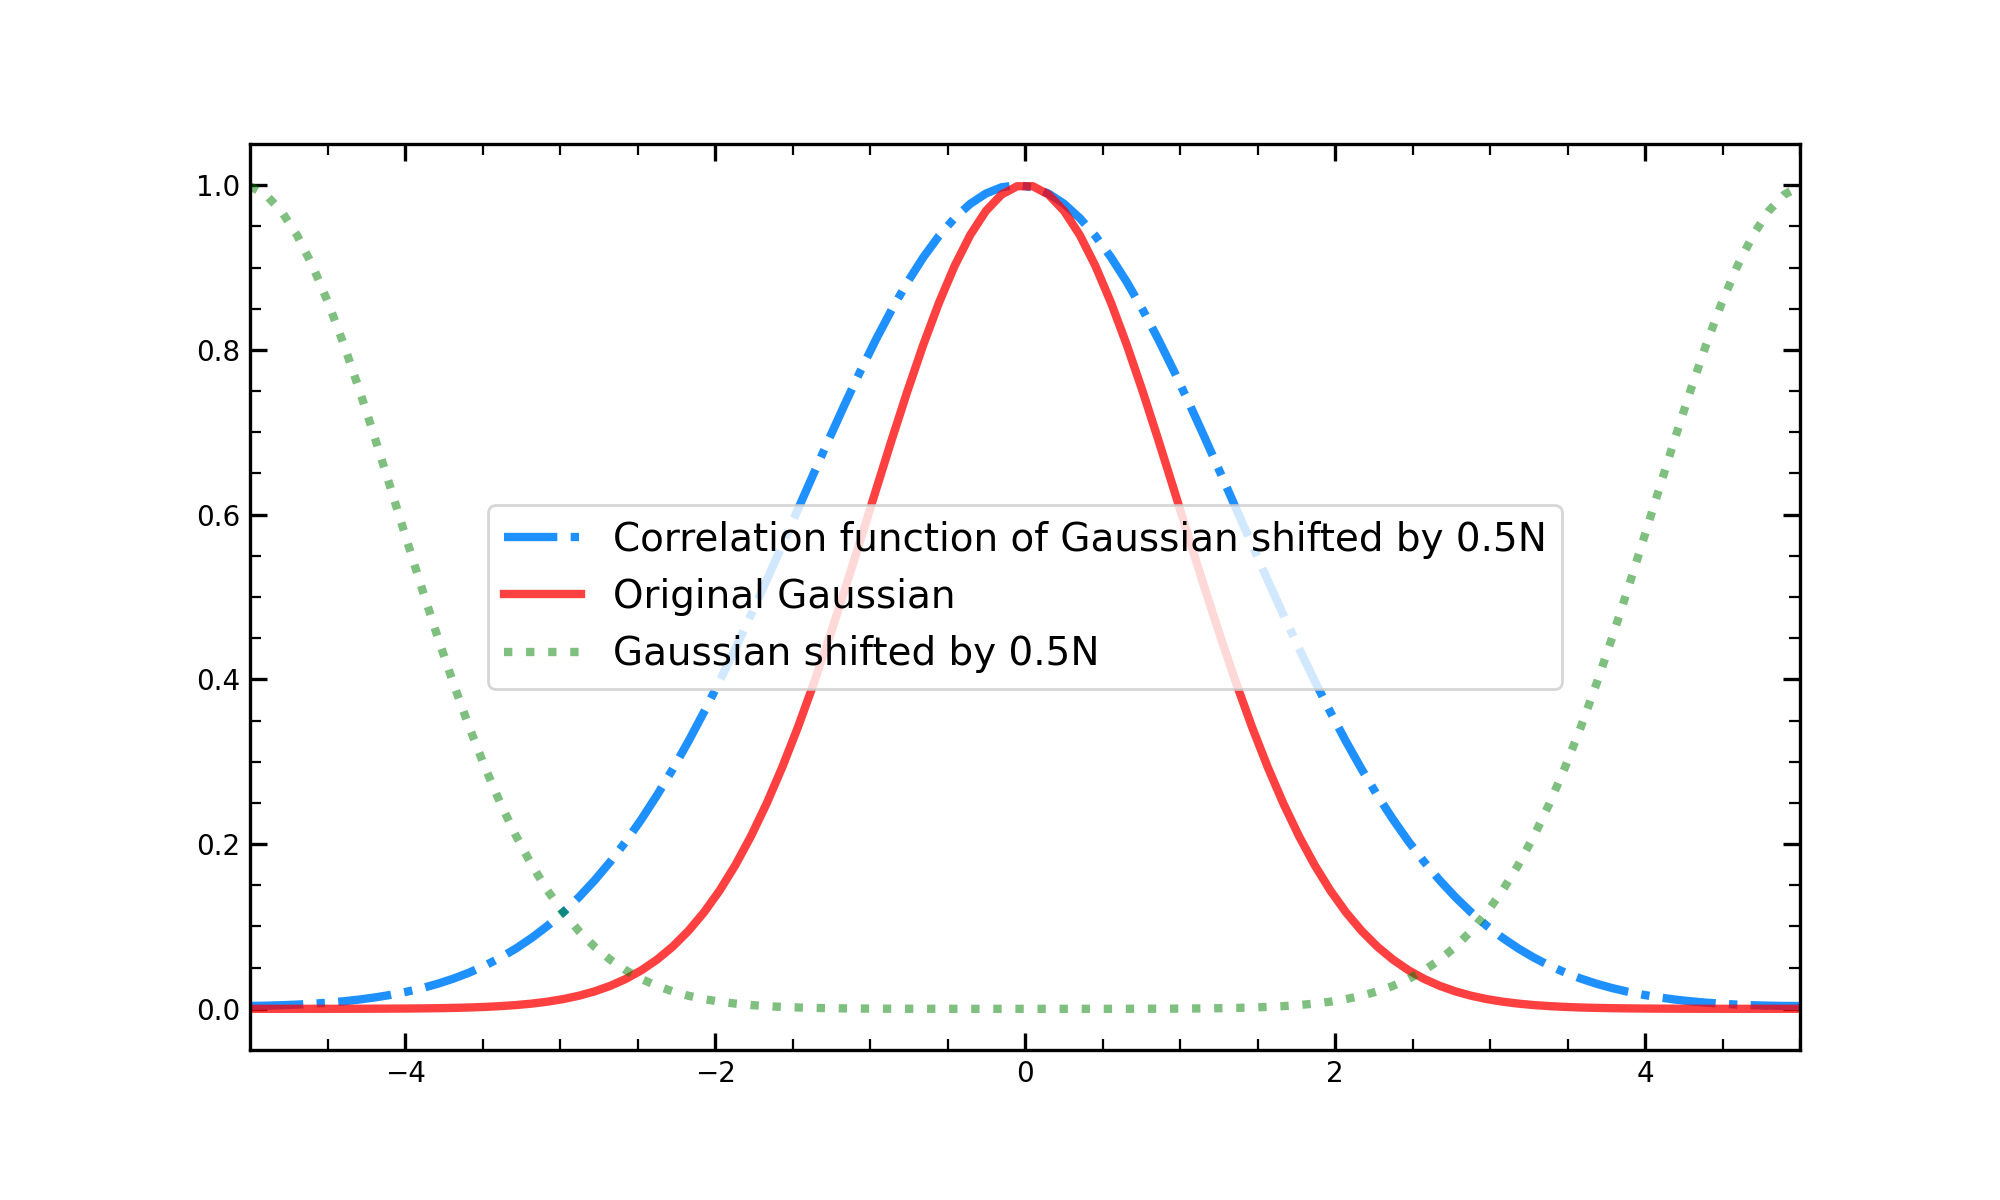 1.0
0.8
0.6
0.4
0.2
0.0
Correlation function of Gaussian shifted by 0.5N
Original Gaussian
Gaussian shifted by 0.5N
−4 −2 0 2 4